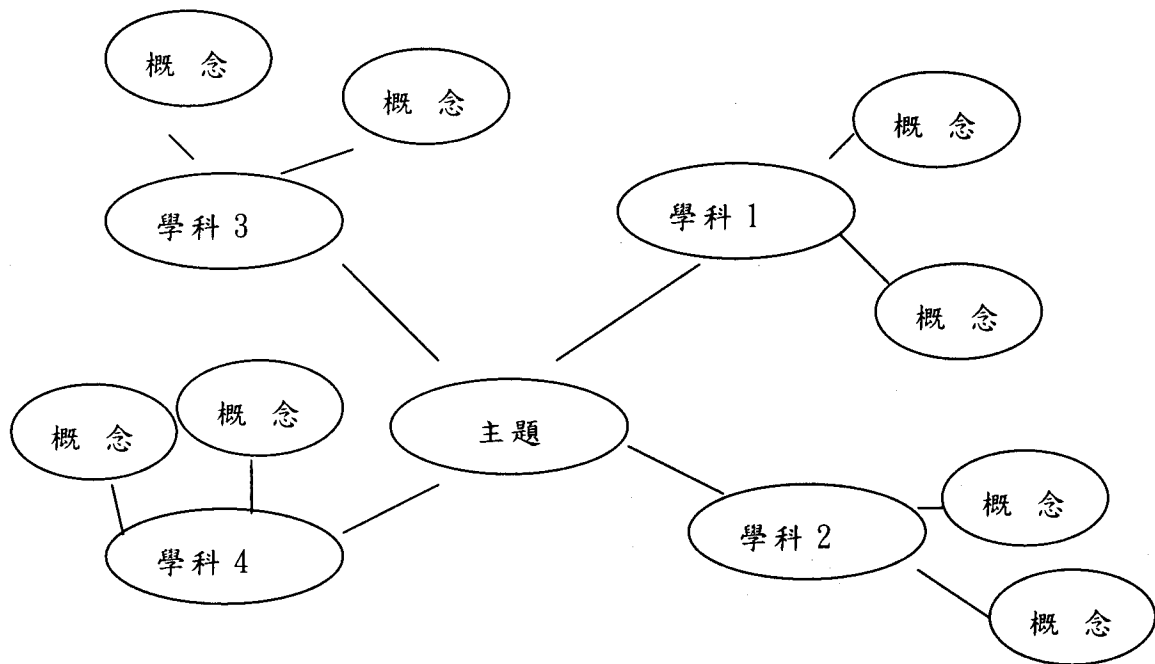 概 念
概 念
概 念
學科 3
學科 1
概 念
概 念
概 念
主題
概 念
學科 4
學科 2
概 念